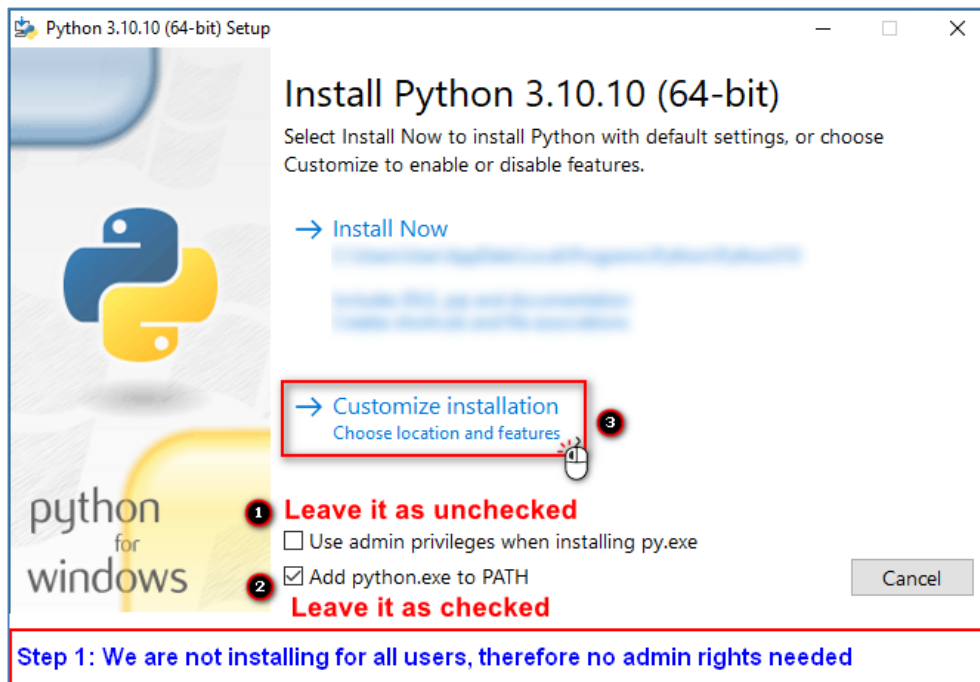 Python 3.10.10 (64-bit) Setup
Install Python 3.10.10 (64-bit)
Select Install Now to install Python with default settings, or choose
Customize to enable or disable features.
Install Now
Customize installation
Choose location and features
3
1 Leave it as unchecked
Use admin privileges when installing py.exe
2 Add python.exe to PATH
Leave it as checked
Cancel
python
for
windows
Step 1: We are not installing for all users, therefore no admin rights needed